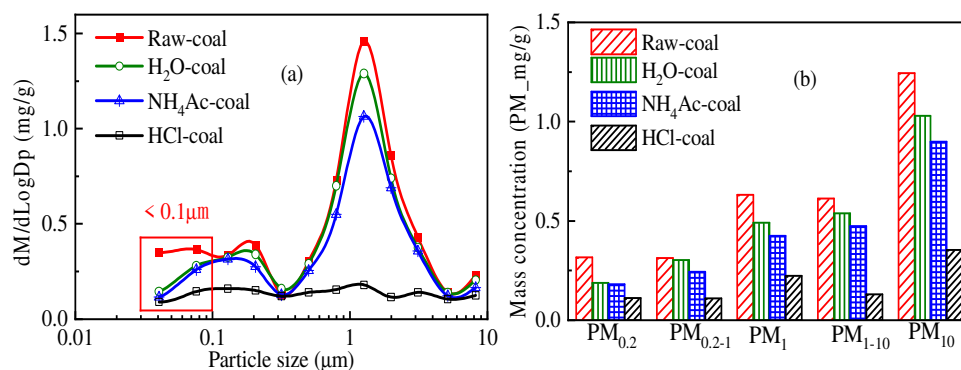 1.5
1.0
0.5
0.0
dM/dLogDp (mg/g)
Raw-coal
H₂O-coal
NH₄Ac-coal
HCl-coal
(a)
< 0.1μm
0.01 0.1 1 10
Particle size (μm)
1.5
1.0
0.5
0.0
Mass concentration (PM_mg/g)
Raw-coal
H₂O-coal
NH₄Ac-coal
HCl-coal
(b)
PM₀.₂ PM₀.₂₋₁ PM₁ PM₁₋₁₀ PM₁₀